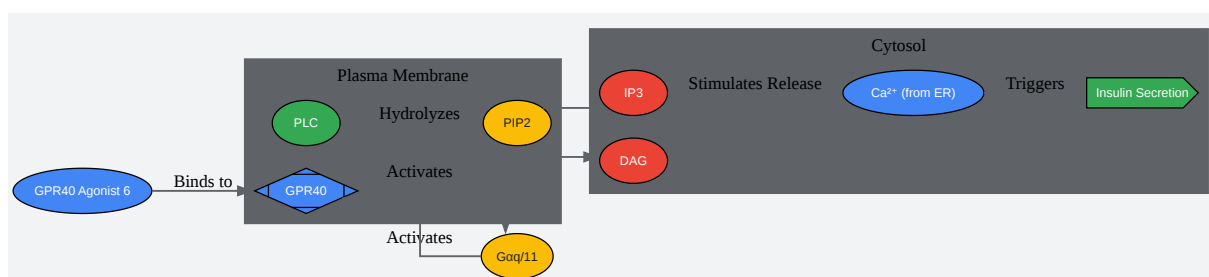 Cytosol
Plasma Membrane
IP3
Stimulates Release
Ca²⁺ (from ER)
Triggers
Insulin Secretion
PLC
Hydrolyzes
PIP2
DAG
Activates
GPR40 Agonist 6
Binds to
GPR40
Activates
Gαq/11